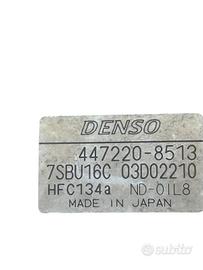 DENSO
447220-8513
7SBU16C 03D02210
HFC134a ND-OIL8
MADE IN JAPAN
subito